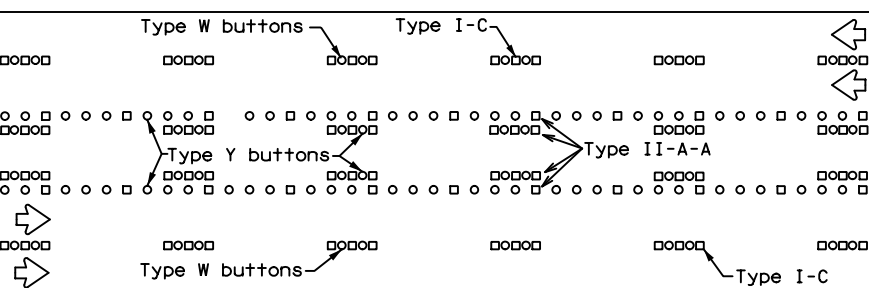 Type W buttons
Type I-C
Type Y buttons
Type II-A-A
Type W buttons
Type I-C